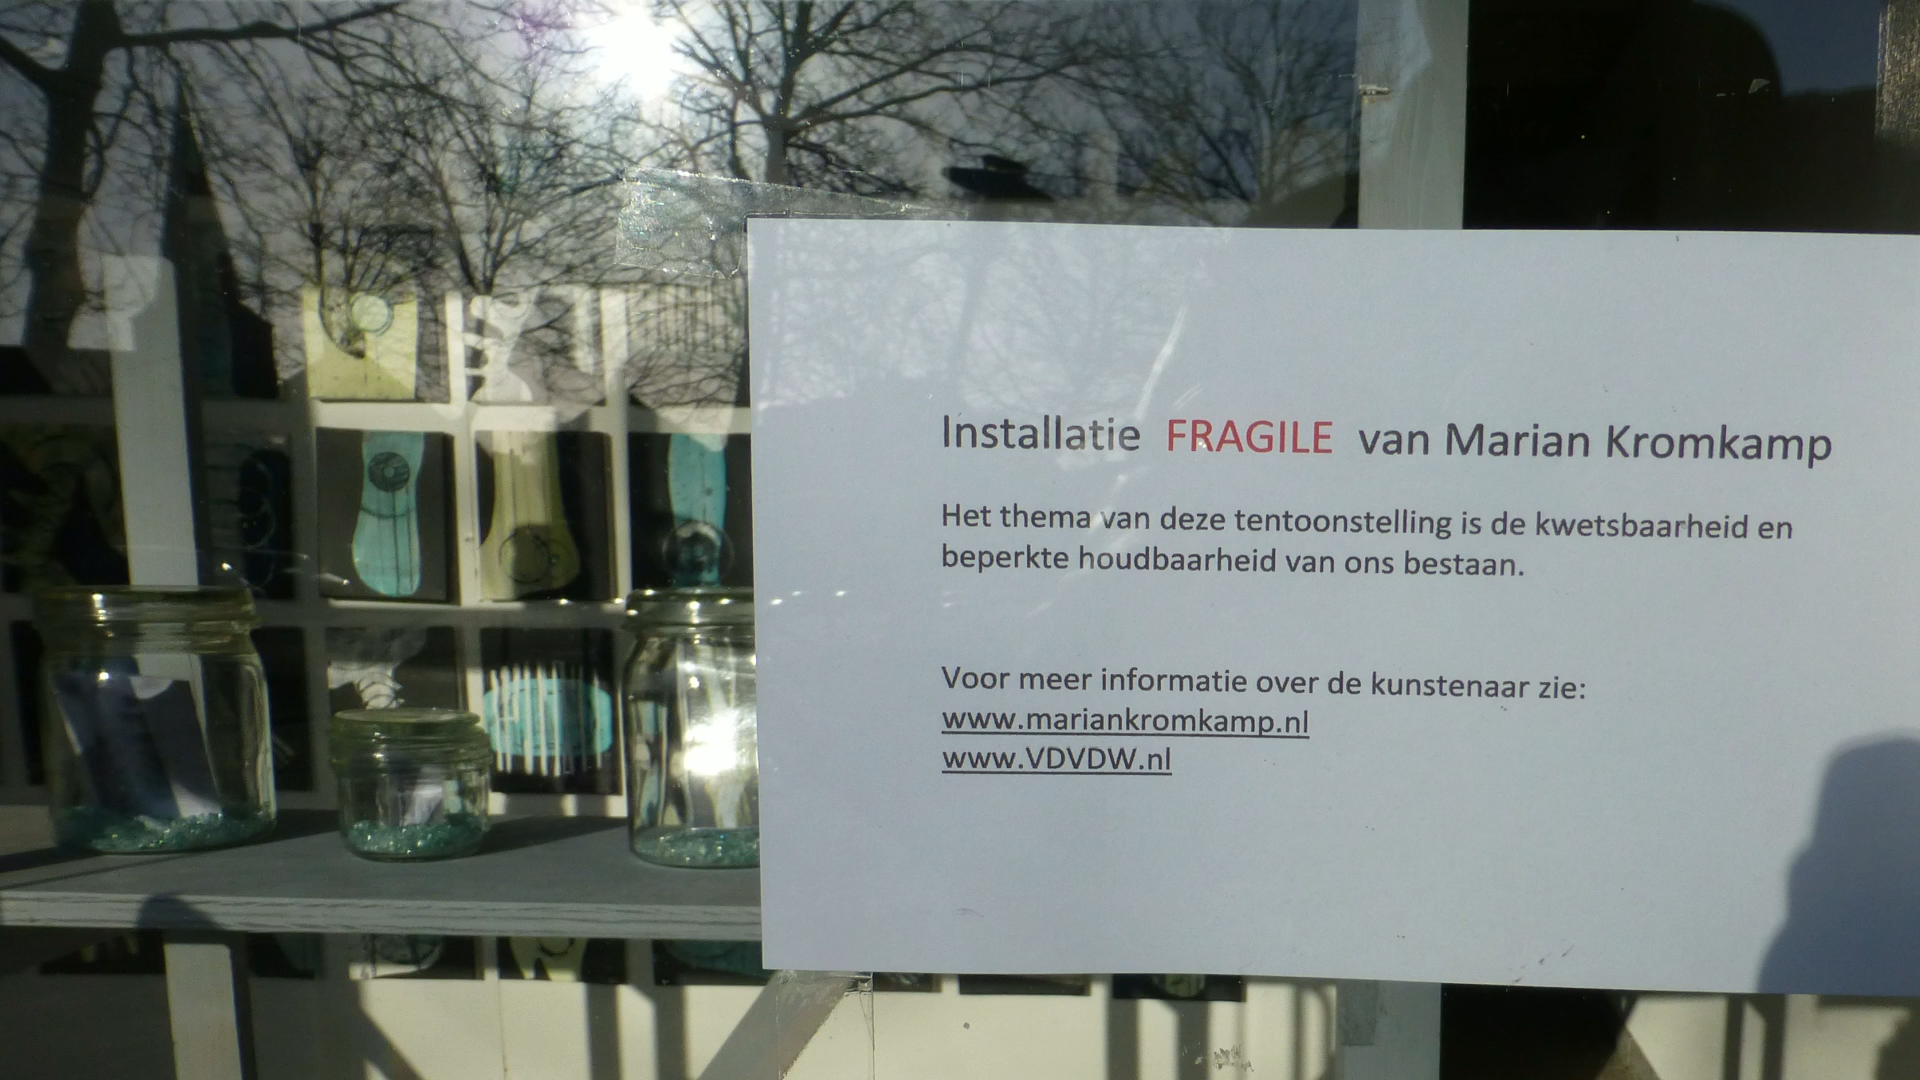 Installatie FRAGILE van Marian Kromkamp
Het thema van deze tentoonstelling is de kwetsbaarheid en
beperkte houdbaarheid van ons bestaan.
Voor meer informatie over de kunstenaar zie:
www.mariankromkamp.nl
www.VDVDW.nl